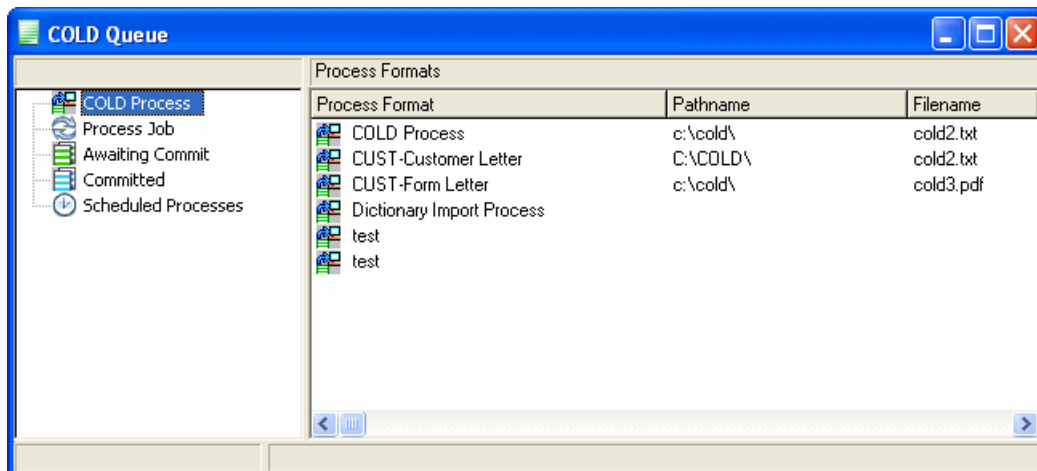 COLD Queue
Process Formats
COLD Process
Process Job
Awaiting Commit
Committed
Scheduled Processes
Process Format Pathname Filename
COLD Process c:\cold\ cold2.txt
CUST-Customer Letter C:\COLD\ cold2.txt
CUST-Form Letter c:\cold\ cold3.pdf
Dictionary Import Process
test
test